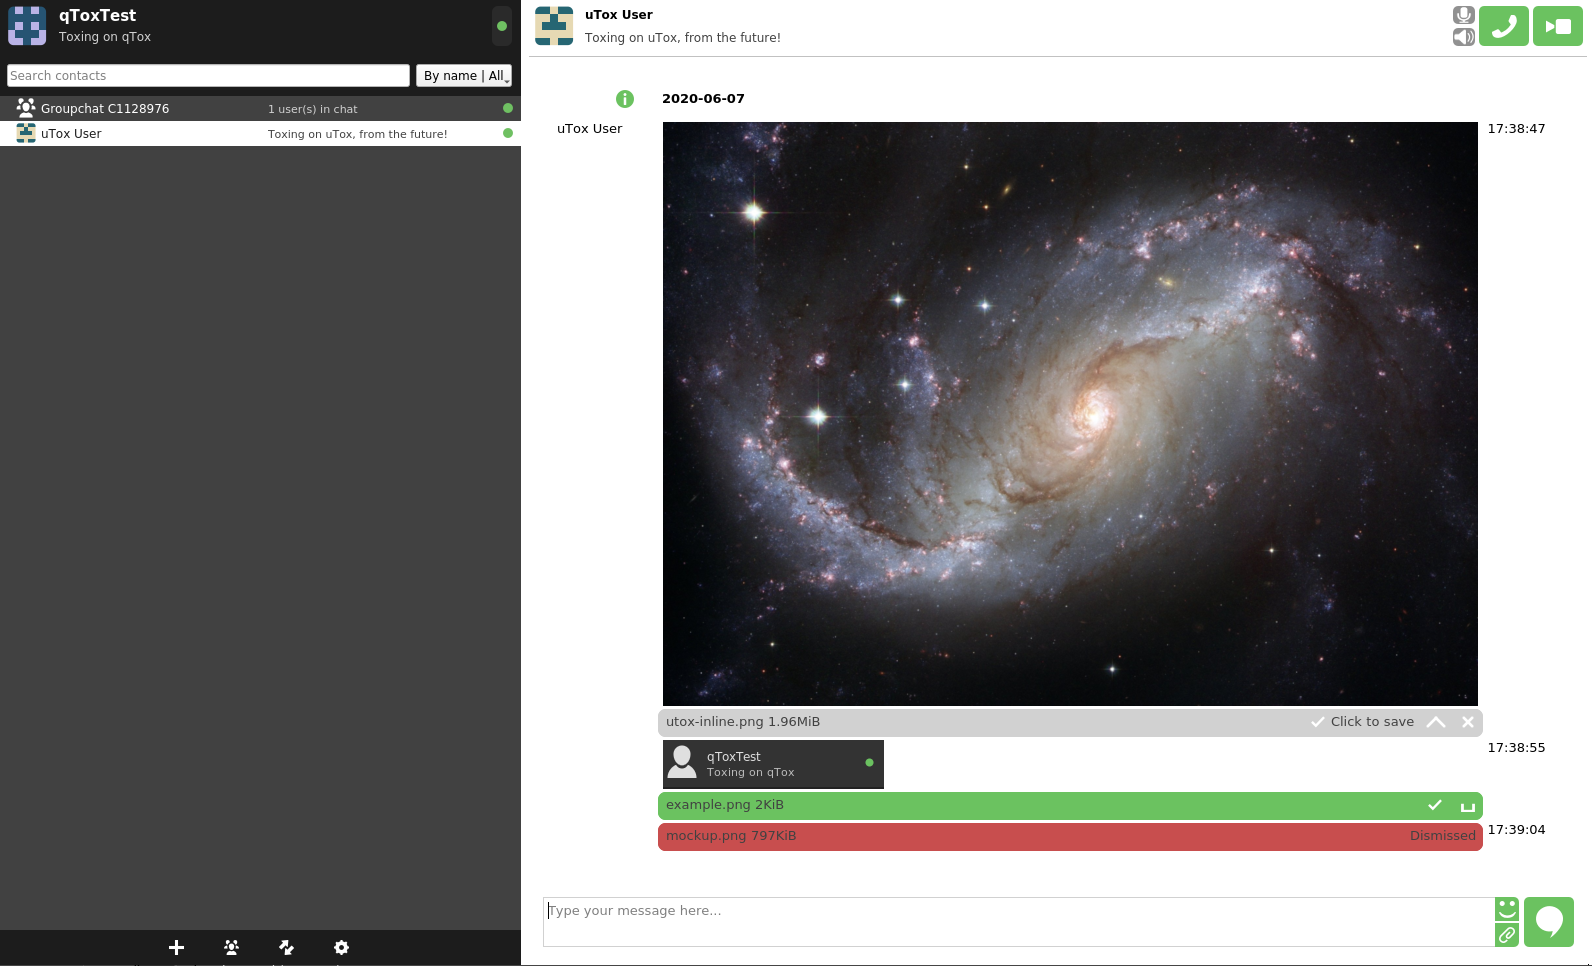 qToxTest
Toxing on qTox
Search contacts
By name | All
Groupchat C1128976 1 user(s) in chat
uTox User Toxing on uTox, from the future!
uTox User
Toxing on uTox, from the future!
2020-06-07
uTox User 17:38:47
utox-inline.png 1.96MiB Click to save
17:38:55
qToxTest
Toxing on qTox
example.png 2KiB
mockup.png 797KiB Dismissed 17:39:04
Type your message here...